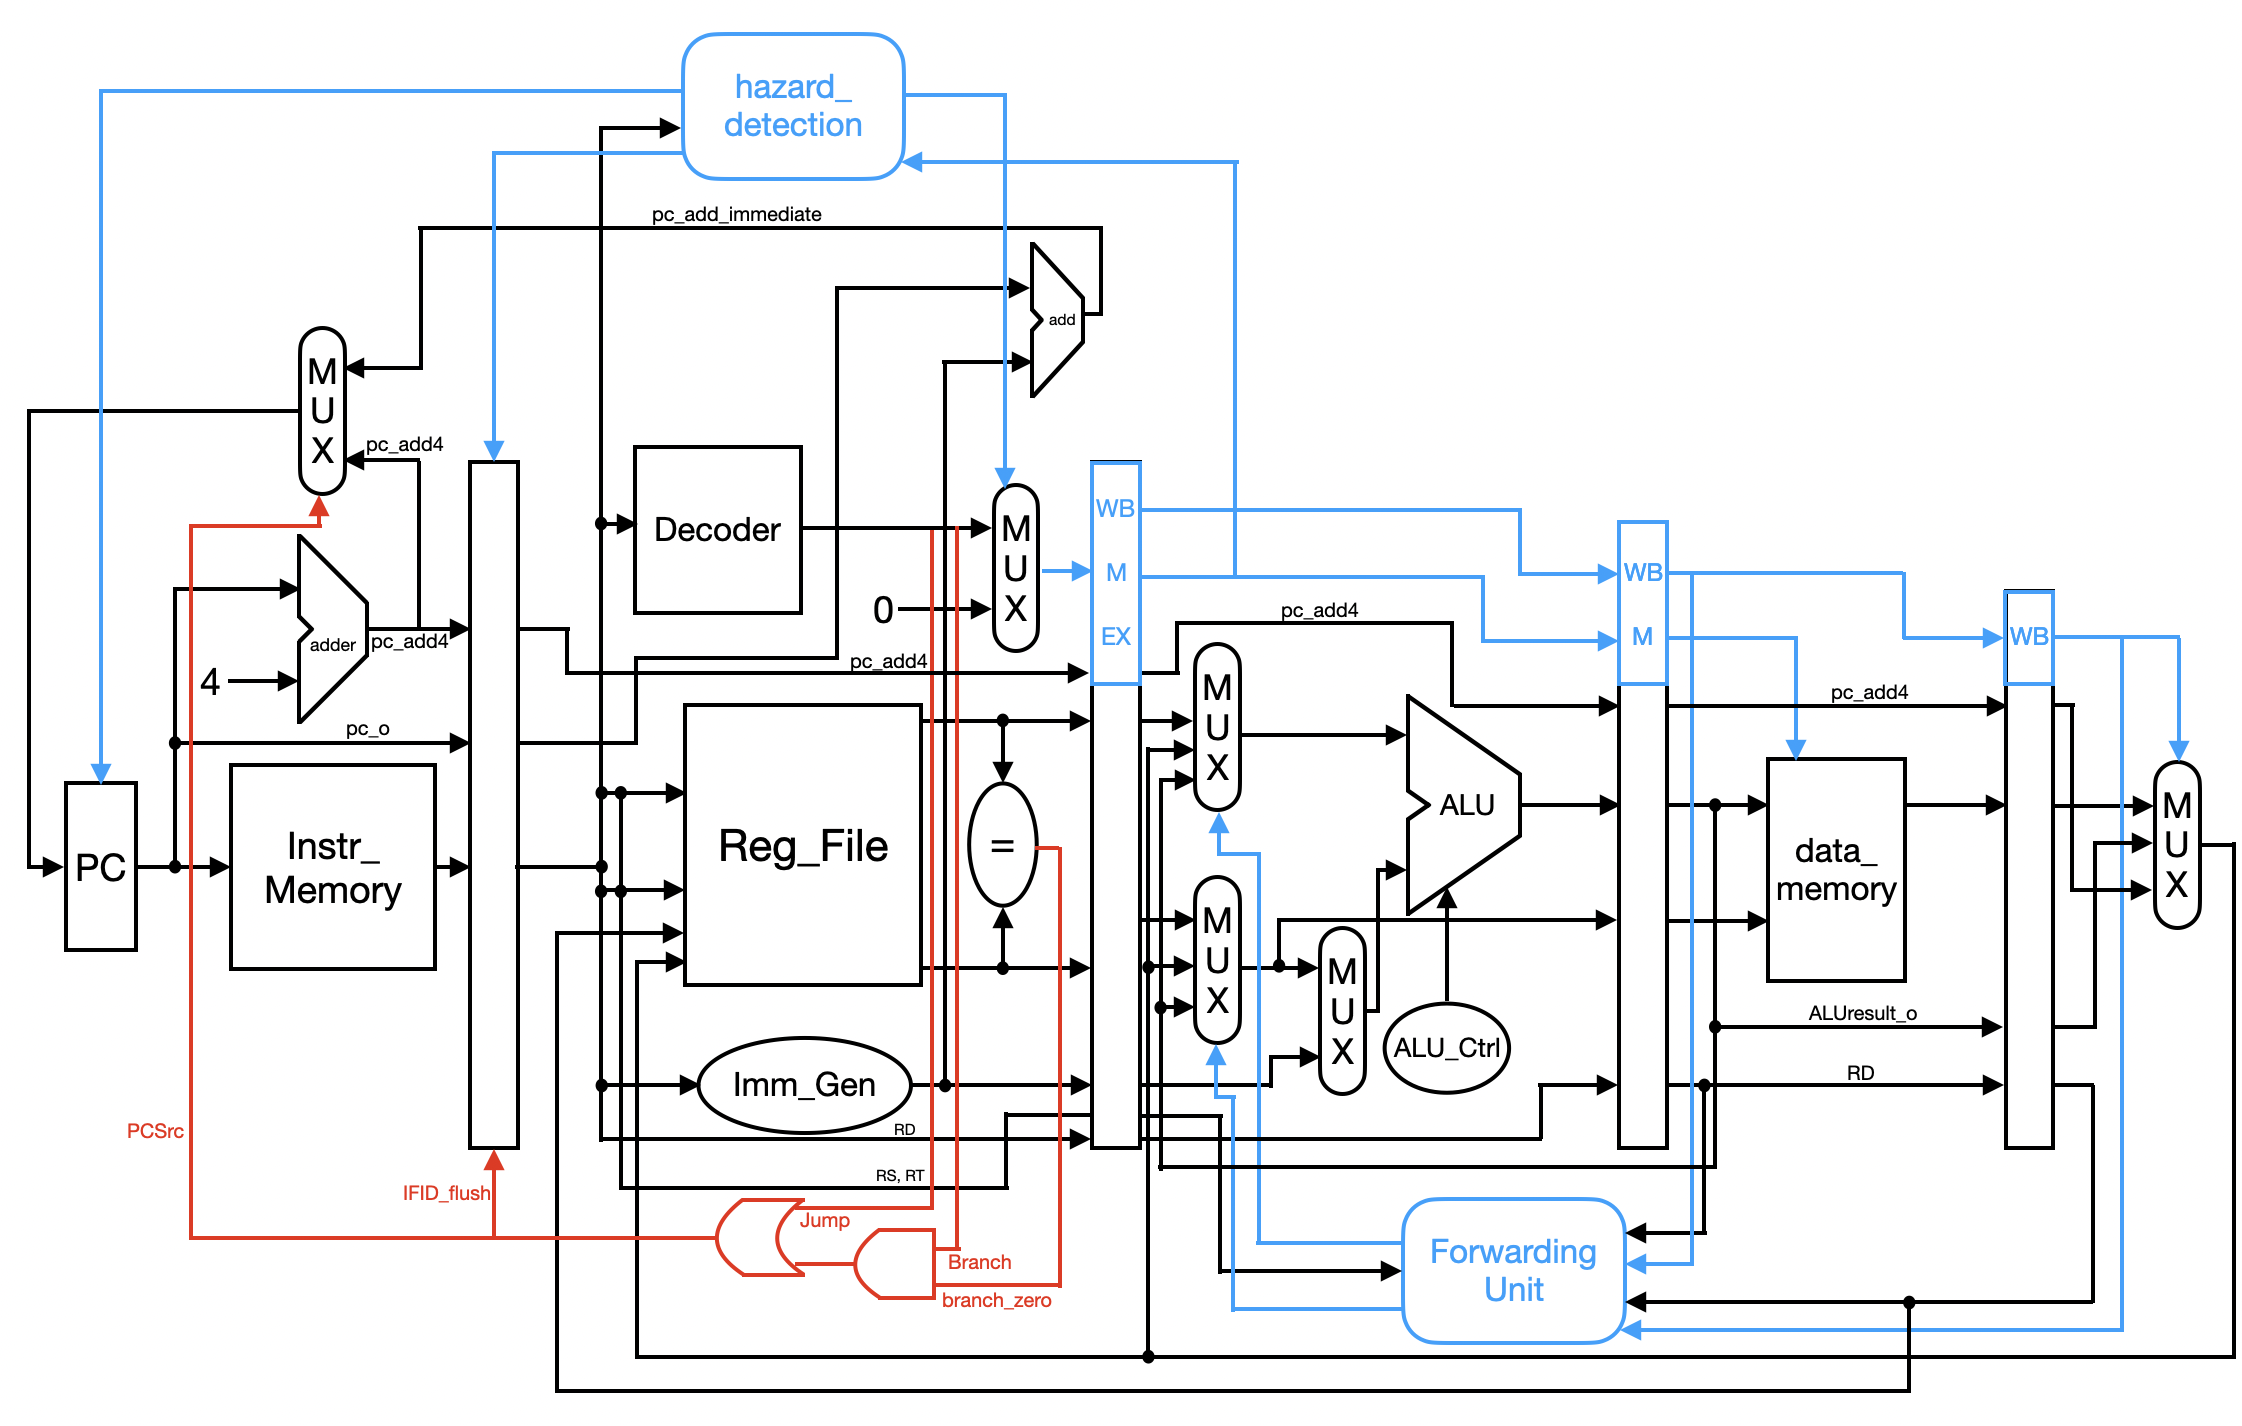 hazard_
detection
pc_add_immediate
add
M
U
X
pc_add4
Decoder
M
U
X
0
WB
M
EX
WB
M
WB
adder
pc_add4
4
pc_add4
pc_add4
pc_add4
pc_o
M
U
X
ALU
PC
Instr_
Memory
Reg_File
=
data_
memory
M
U
X
M
U
X
M
U
X
ALU_Ctrl
ALUresult_o
Imm_Gen
RD
RD
PCSrc
IFID_flush
RS, RT
Jump
Branch
branch_zero
Forwarding
Unit